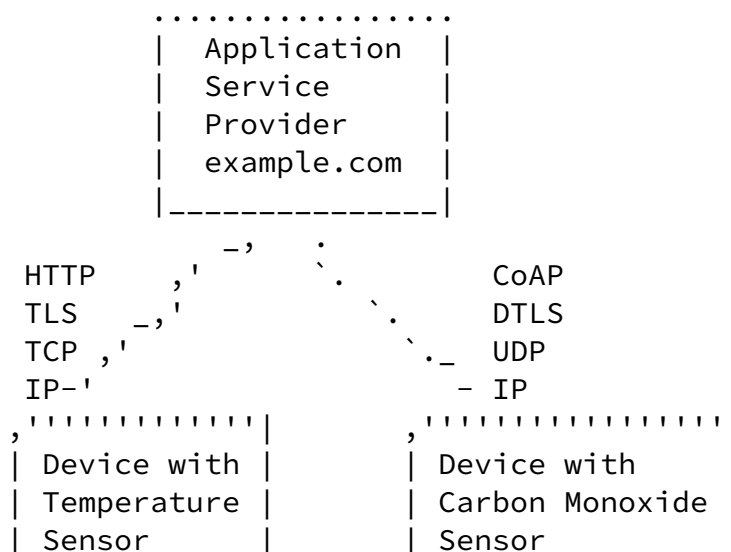 .................
|  Application  |
|  Service      |
|  Provider     |
|  example.com  |
|_______________|
            _,   .
 HTTP    ,'      `.        CoAP
 TLS   _,'          `.     DTLS
 TCP ,'               `._  UDP
 IP-'                    - IP
,'''''''''''''|       ,'''''''''''''''''
| Device with |       | Device with
| Temperature |       | Carbon Monoxide
| Sensor      |       | Sensor